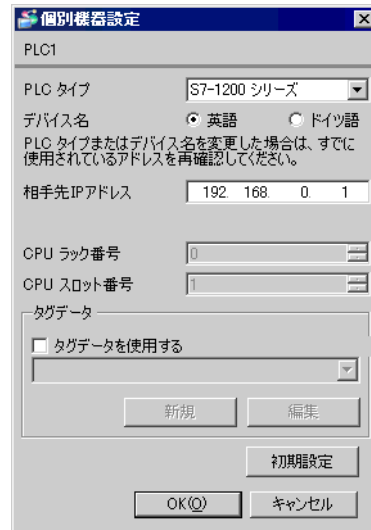 個別機器設定
PLC1
PLC タイプ S7-1200 シリーズ
デバイス名 英語 ドイツ語
PLC タイプまたはデバイス名を変更した場合は、すでに
使用されているアドレスを再確認してください。
相手先IPアドレス 192. 168. 0. 1
CPU ラック番号 0
CPU スロット番号 1
タグデータ
タグデータを使用する
新規 編集
初期設定
OK(O) キャンセル